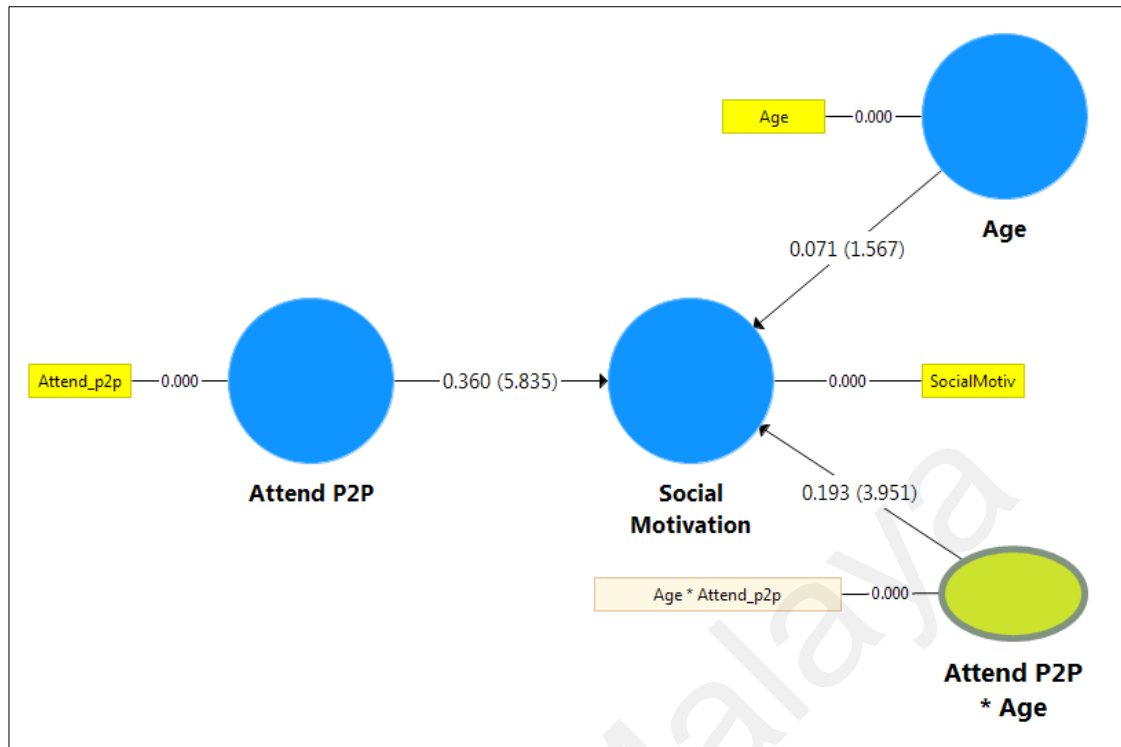 Age
0.000
Age
0.071 (1.567)
Attend_p2p
0.000
0.360 (5.835)
0.000
SocialMotiv
Attend P2P
Social
Motivation
0.193 (3.951)
Age * Attend_p2p
0.000
Attend P2P
* Age
Malaya